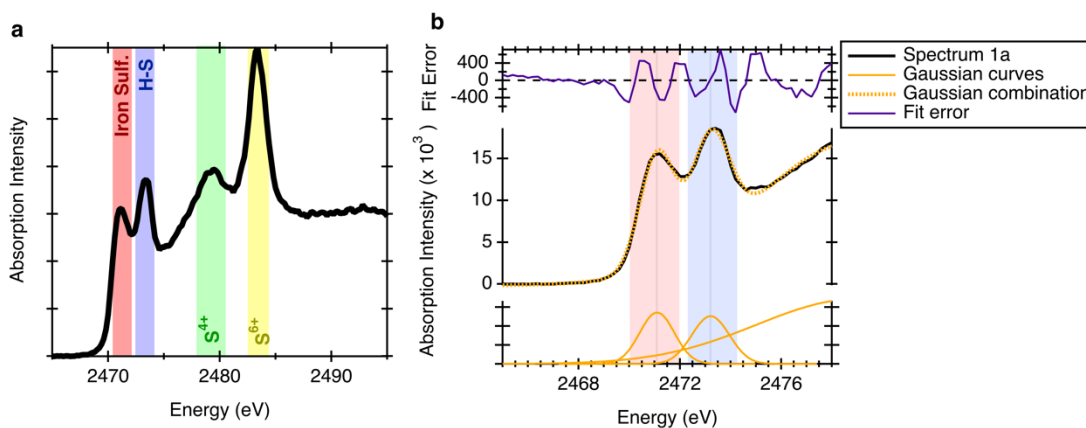 a
Iron Sulf.
H-S
S4+
S6+
Absorption Intensity
2470
2480
2490
Energy (eV)
b
Fit Error
400
0
-400
Absorption Intensity (x 10³ )
15
10
5
0
2468
2472
2476
Energy (eV)
Spectrum 1a
Gaussian curves
Gaussian combination
Fit error